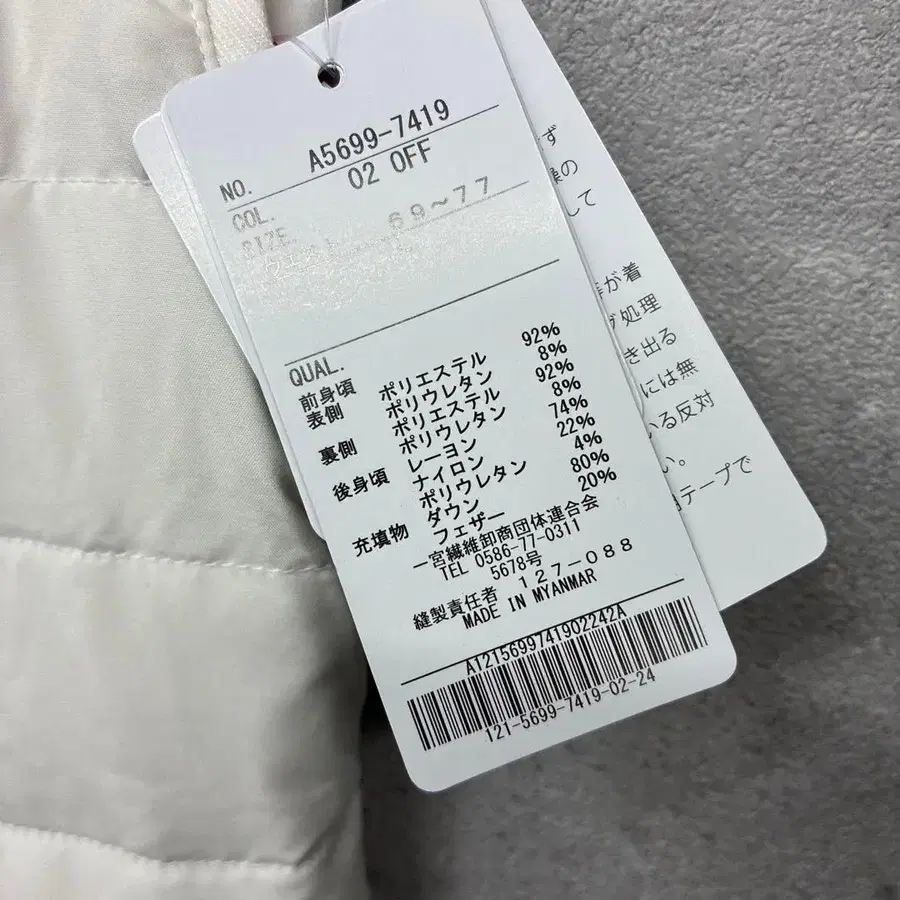 NO. A5699-7419
COL. 02 OFF
SIZE.
ウエスト 69~77
QUAL.
前身頃
表側 ポリエステル 92%
ポリウレタン 8%
裏側 ポリエステル 92%
ポリウレタン 8%
後身頃 レーヨン 74%
ナイロン 22%
ポリウレタン 4%
充填物 ダウン 80%
フェザー 20%
一宮繊維卸商団体連合会
TEL 0586-77-0311
5678号
縫製責任者 127-088
MADE IN MYANMAR
A1215699741902242A
121-5699-7419-02-24
ず
の
して
が着
処理
き出る
には無
いる反対
い。
テープで